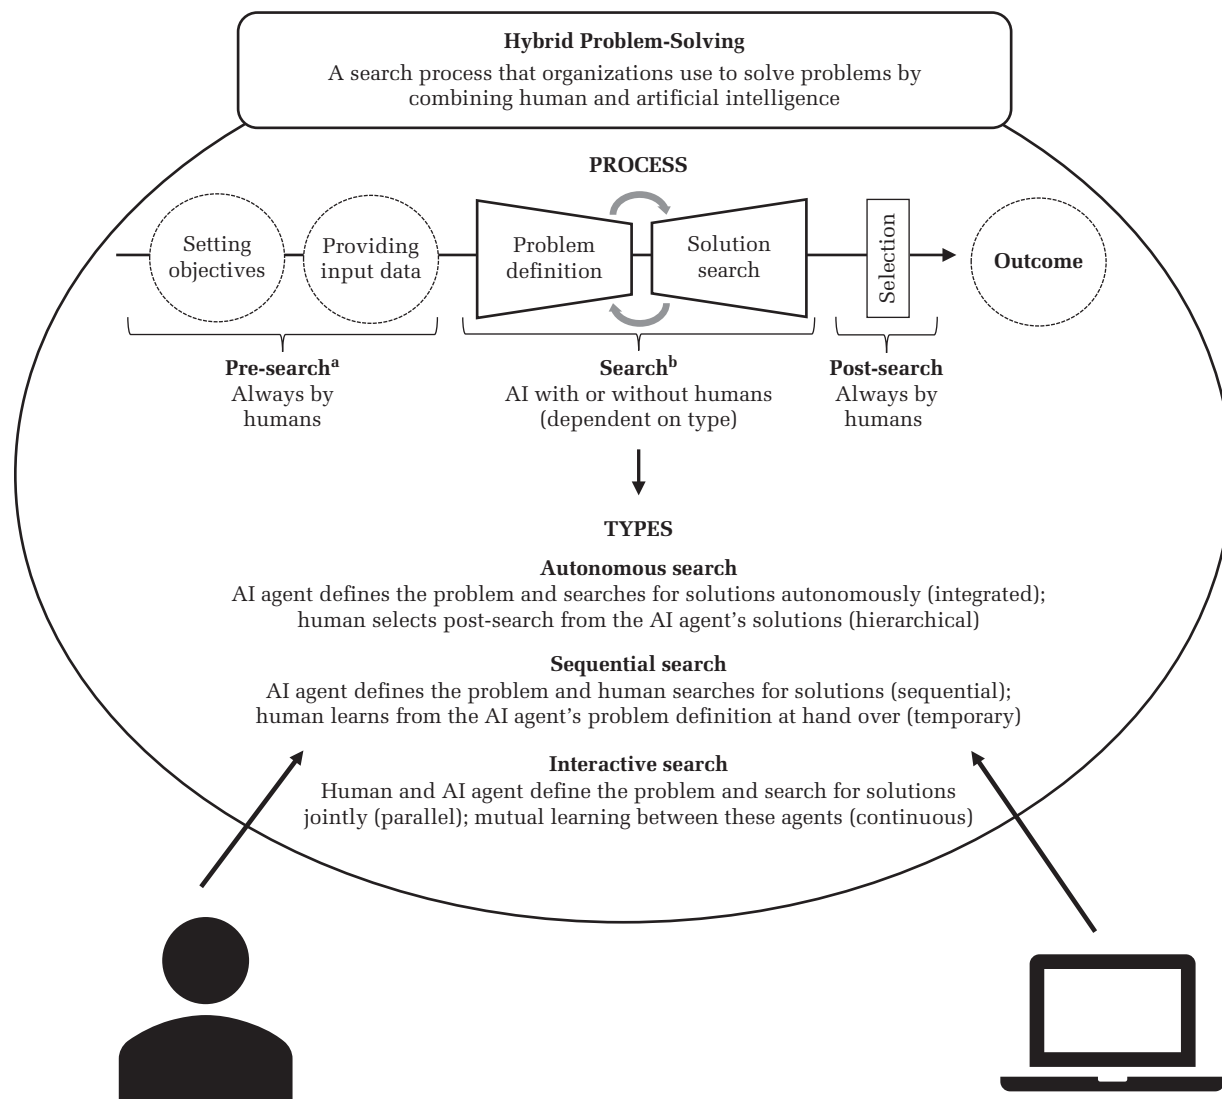 Hybrid Problem-Solving
A search process that organizations use to solve problems by
combining human and artificial intelligence
PROCESS
Setting
objectives
Providing
input data
Problem
definition
Solution
search
Selection
Outcome
Pre-searchᵃ
Always by
humans
Searchᵇ
AI with or without humans
(dependent on type)
Post-search
Always by
humans
TYPES
Autonomous search
AI agent defines the problem and searches for solutions autonomously (integrated);
human selects post-search from the AI agent's solutions (hierarchical)
Sequential search
AI agent defines the problem and human searches for solutions (sequential);
human learns from the AI agent's problem definition at hand over (temporary)
Interactive search
Human and AI agent define the problem and search for solutions
jointly (parallel); mutual learning between these agents (continuous)